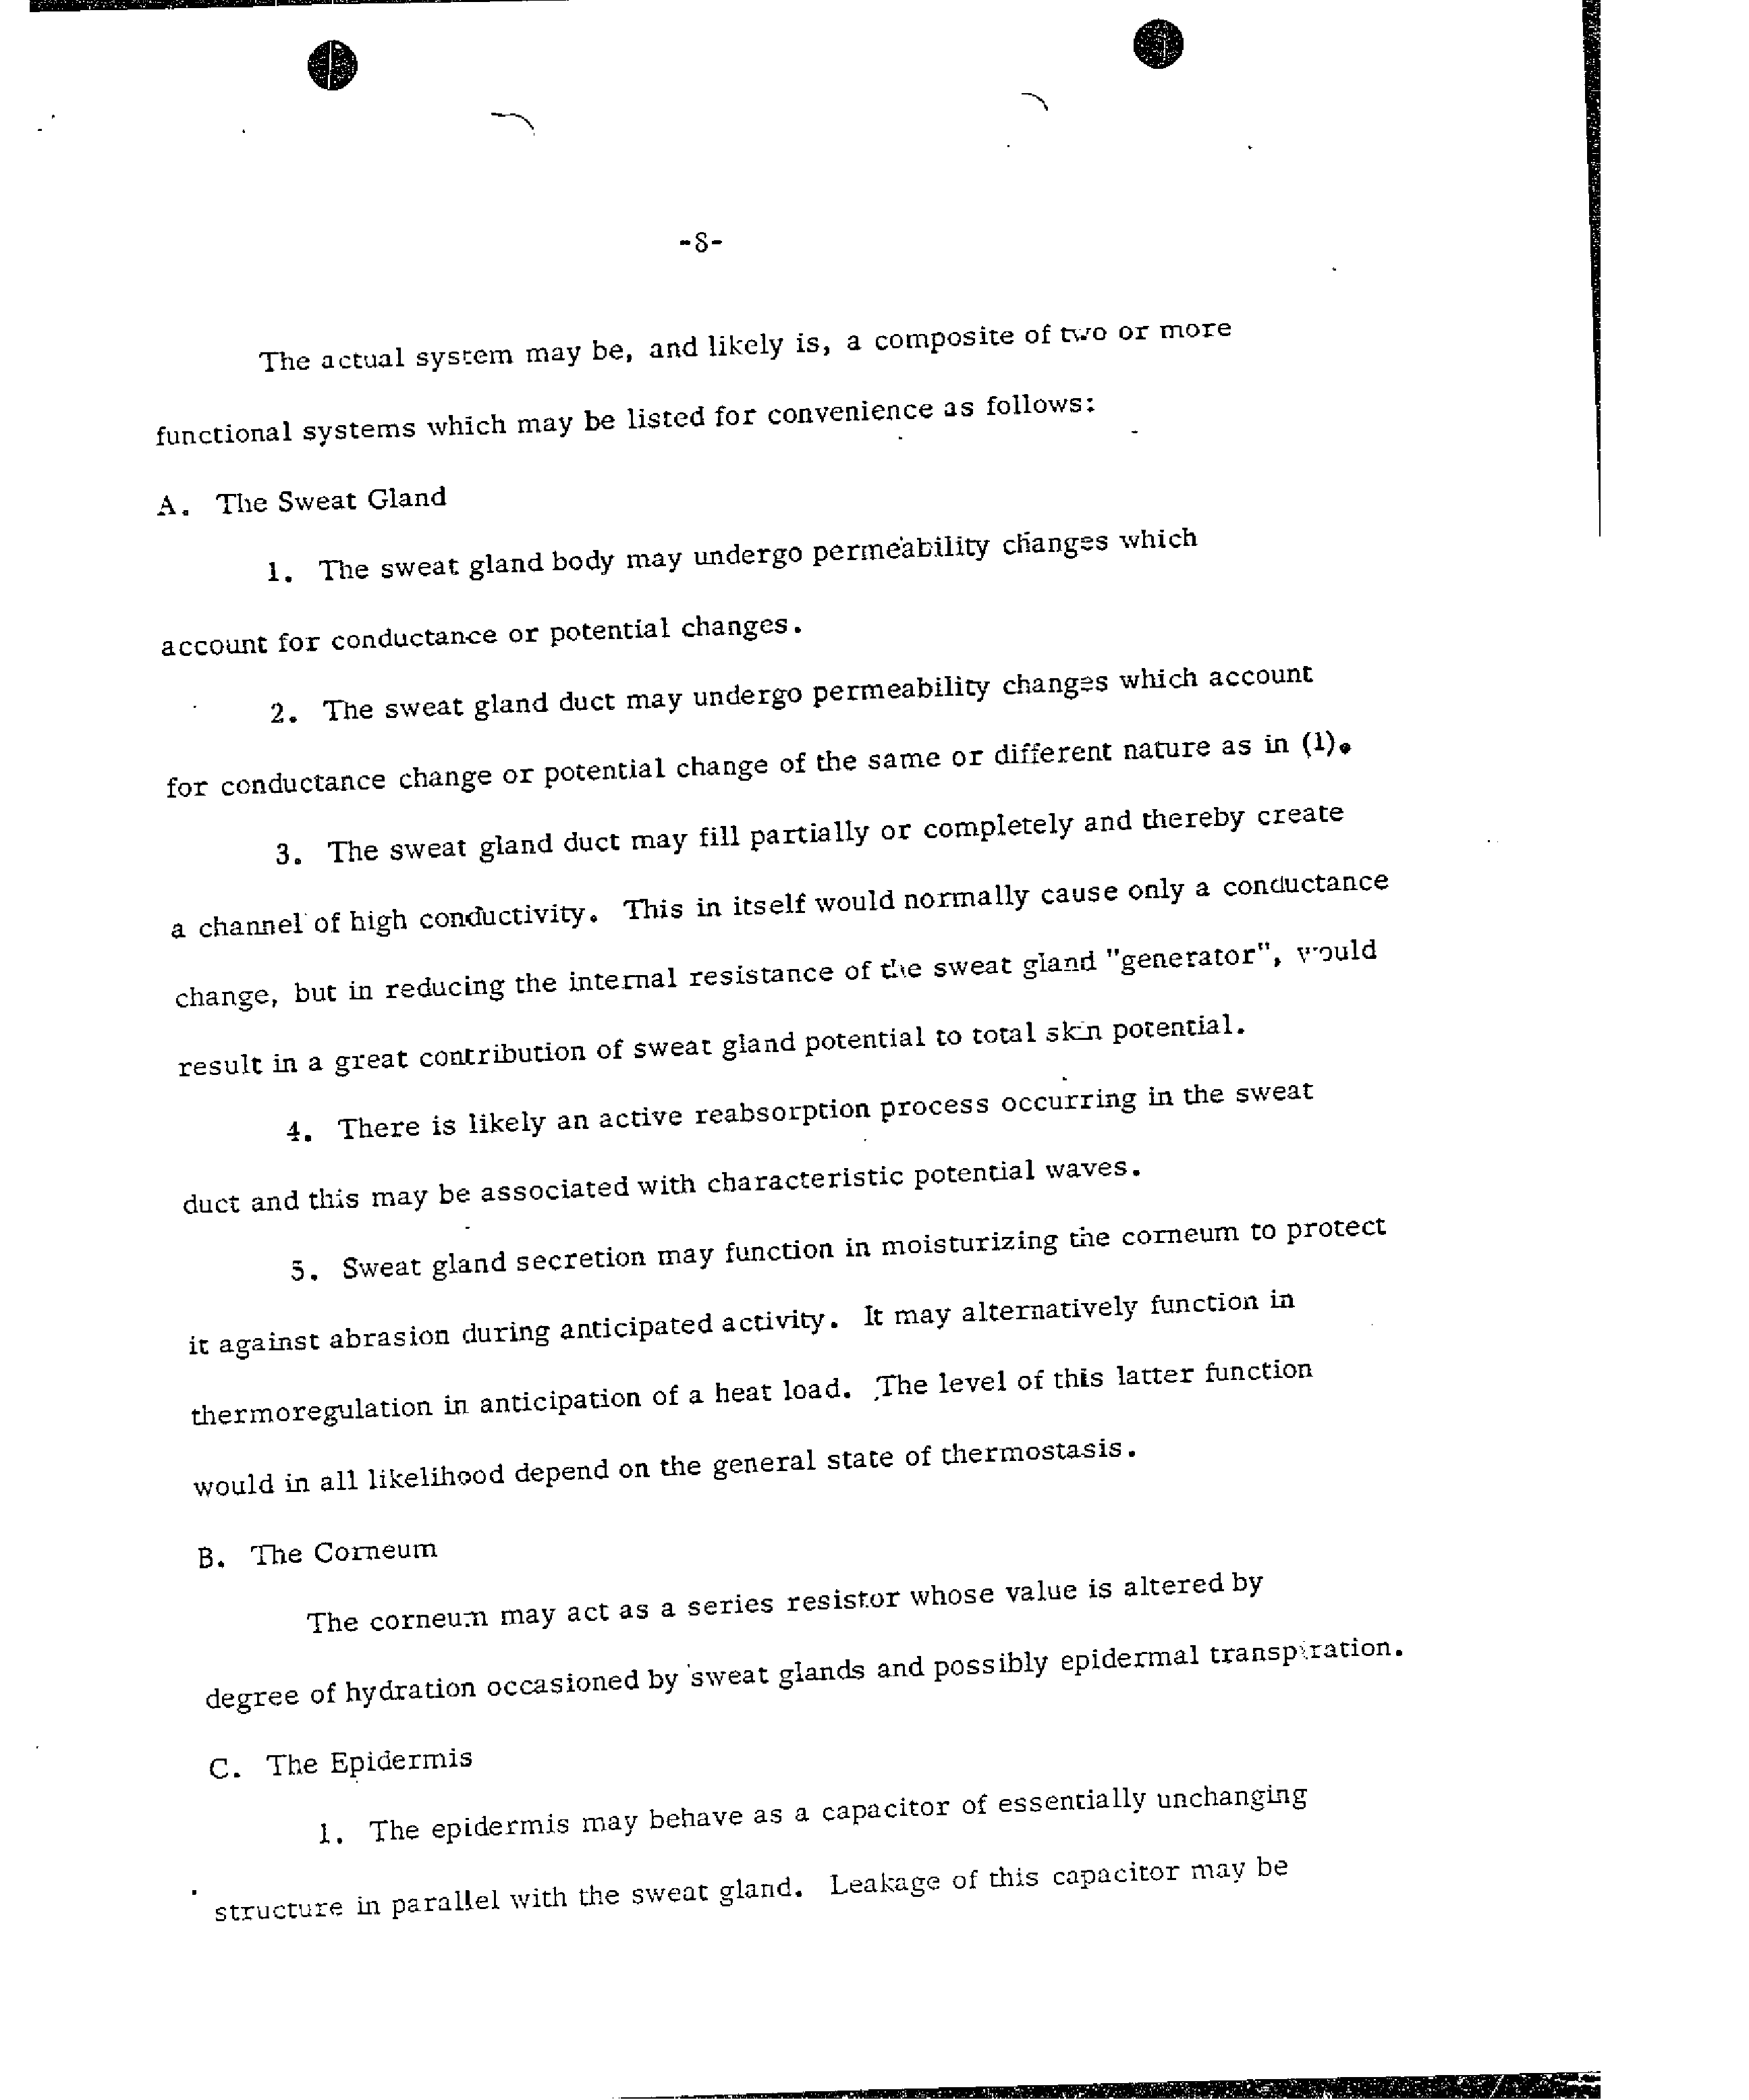 -8-
The actual system may be, and likely is, a composite of two or more
functional systems which may be listed for convenience as follows:
A. The Sweat Gland
1. The sweat gland body may undergo permeability changes which
account for conductance or potential changes.
2. The sweat gland duct may undergo permeability changes which account
for conductance change or potential change of the same or different nature as in (1).
3. The sweat gland duct may fill partially or completely and thereby create
a channel of high conductivity. This in itself would normally cause only a conductance
change, but in reducing the internal resistance of the sweat gland "generator", would
result in a great contribution of sweat gland potential to total skin potential.
4. There is likely an active reabsorption process occurring in the sweat
duct and this may be associated with characteristic potential waves.
5. Sweat gland secretion may function in moisturizing the corneum to protect
it against abrasion during anticipated activity. It may alternatively function in
thermoregulation in anticipation of a heat load. The level of this latter function
would in all likelihood depend on the general state of thermostasis.
B. The Corneum
The corneum may act as a series resistor whose value is altered by
degree of hydration occasioned by sweat glands and possibly epidermal transpiration.
C. The Epidermis
1. The epidermis may behave as a capacitor of essentially unchanging
structure in parallel with the sweat gland. Leakage of this capacitor may be